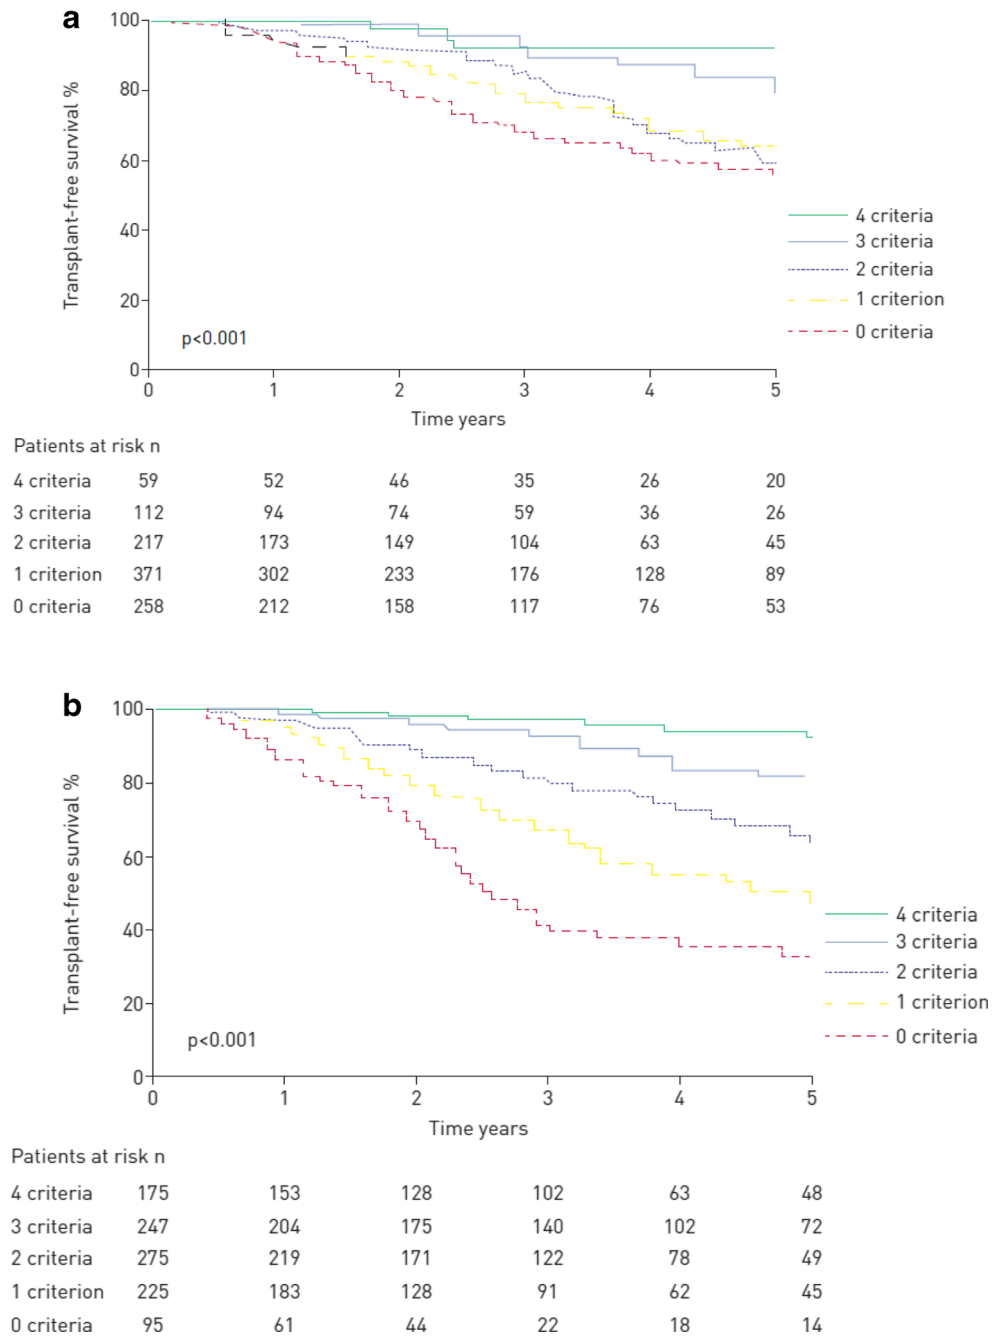 a
100
80
60
40
20
0
Transplant-free survival %
p<0.001
0 1 2 3 4 5
Time years
4 criteria
3 criteria
2 criteria
1 criterion
0 criteria
Patients at risk n
4 criteria 59 52 46 35 26 20
3 criteria 112 94 74 59 36 26
2 criteria 217 173 149 104 63 45
1 criterion 371 302 233 176 128 89
0 criteria 258 212 158 117 76 53
b
100
80
60
40
20
0
Transplant-free survival %
p<0.001
0 1 2 3 4 5
Time years
4 criteria
3 criteria
2 criteria
1 criterion
0 criteria
Patients at risk n
4 criteria 175 153 128 102 63 48
3 criteria 247 204 175 140 102 72
2 criteria 275 219 171 122 78 49
1 criterion 225 183 128 91 62 45
0 criteria 95 61 44 22 18 14